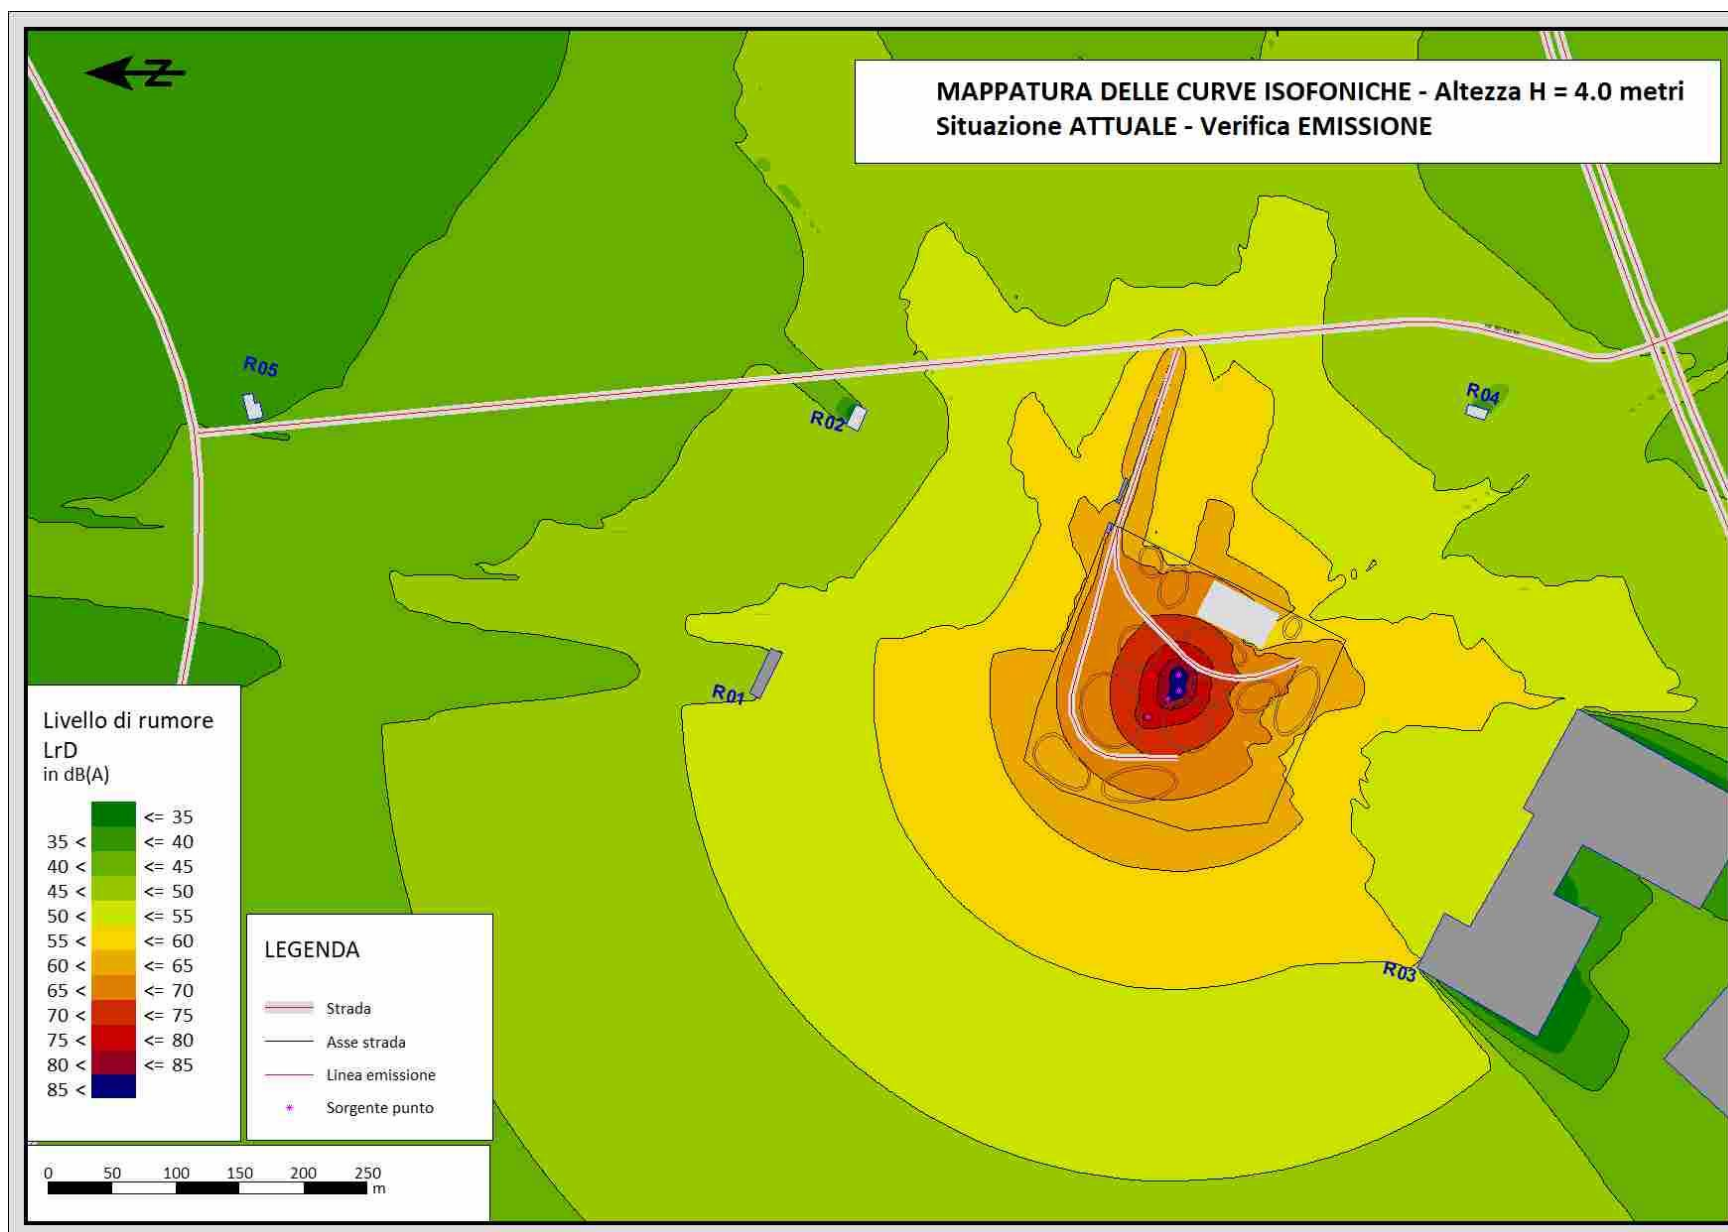 Z
MAPPATURA DELLE CURVE ISOFONICHE - Altezza H = 4.0 metri
Situazione ATTUALE - Verifica EMISSIONE
R05
R02
R04
R01
R03
Livello di rumore
LrD
in dB(A)
<= 35
35 < <= 40
40 < <= 45
45 < <= 50
50 < <= 55
55 < <= 60
60 < <= 65
65 < <= 70
70 < <= 75
75 < <= 80
80 < <= 85
85 <
LEGENDA
Strada
Asse strada
Linea emissione
Sorgente punto
0 50 100 150 200 250
m